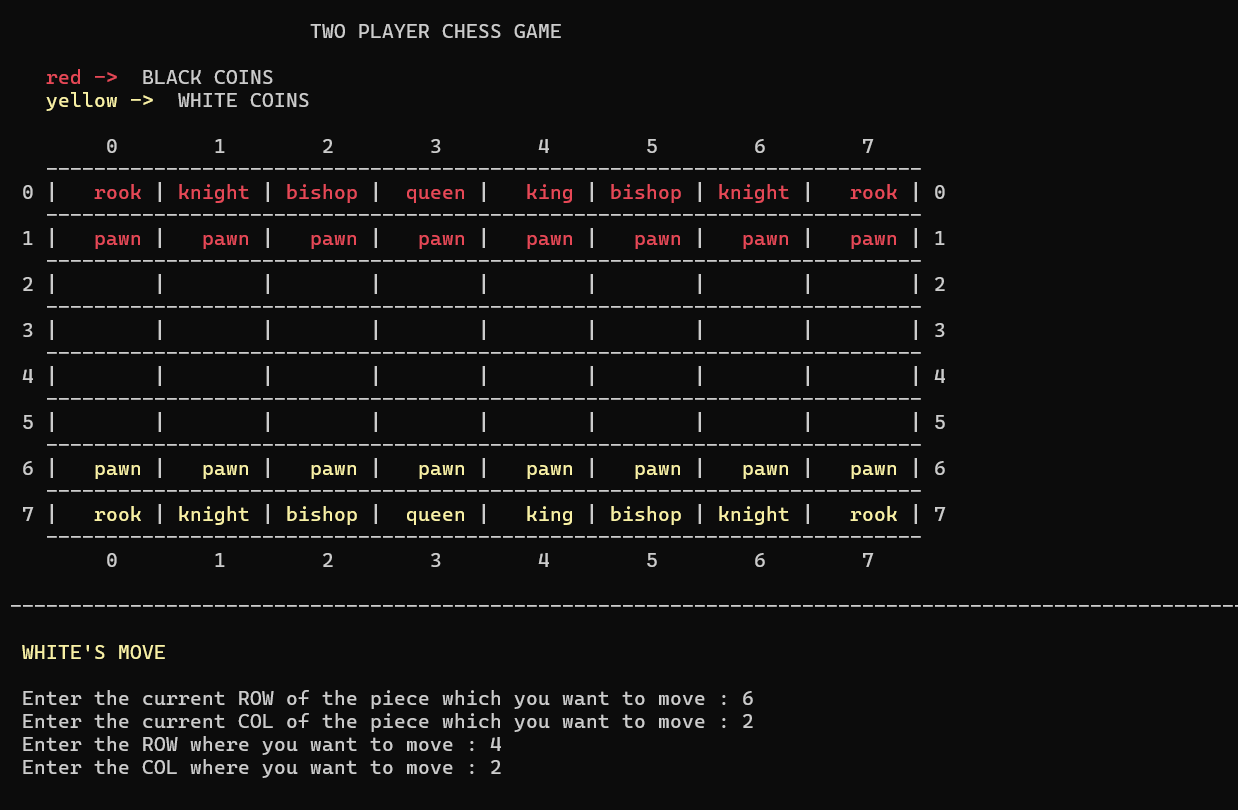 TWO PLAYER CHESS GAME
red -> BLACK COINS
yellow -> WHITE COINS
0 1 2 3 4 5 6 7
0 | rook | knight | bishop | queen | king | bishop | knight | rook | 0
1 | pawn | pawn | pawn | pawn | pawn | pawn | pawn | pawn | 1
2 | | | | | | | | | 2
3 | | | | | | | | | 3
4 | | | | | | | | | 4
5 | | | | | | | | | 5
6 | pawn | pawn | pawn | pawn | pawn | pawn | pawn | pawn | 6
7 | rook | knight | bishop | queen | king | bishop | knight | rook | 7
0 1 2 3 4 5 6 7
WHITE'S MOVE
Enter the current ROW of the piece which you want to move : 6
Enter the current COL of the piece which you want to move : 2
Enter the ROW where you want to move : 4
Enter the COL where you want to move : 2